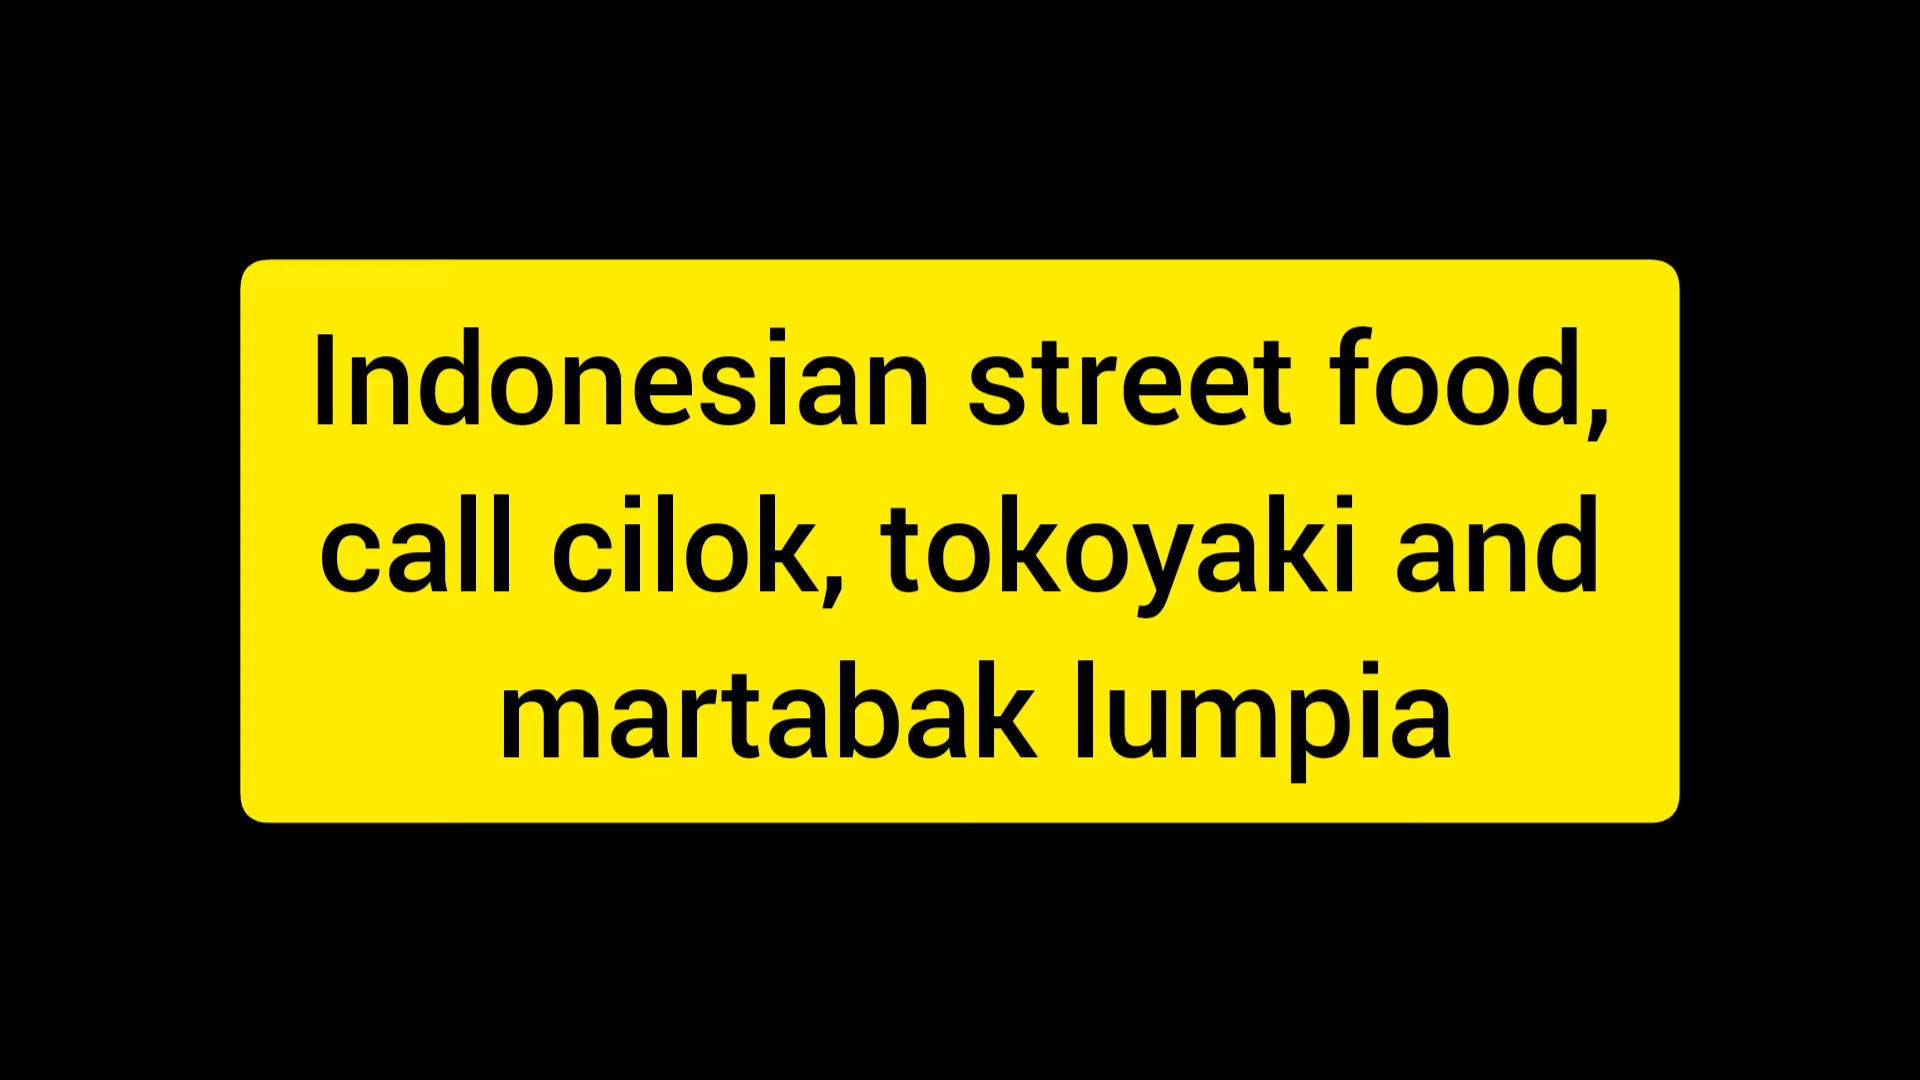 Indonesian street food,
call cilok, tokoyaki and
martabak lumpia